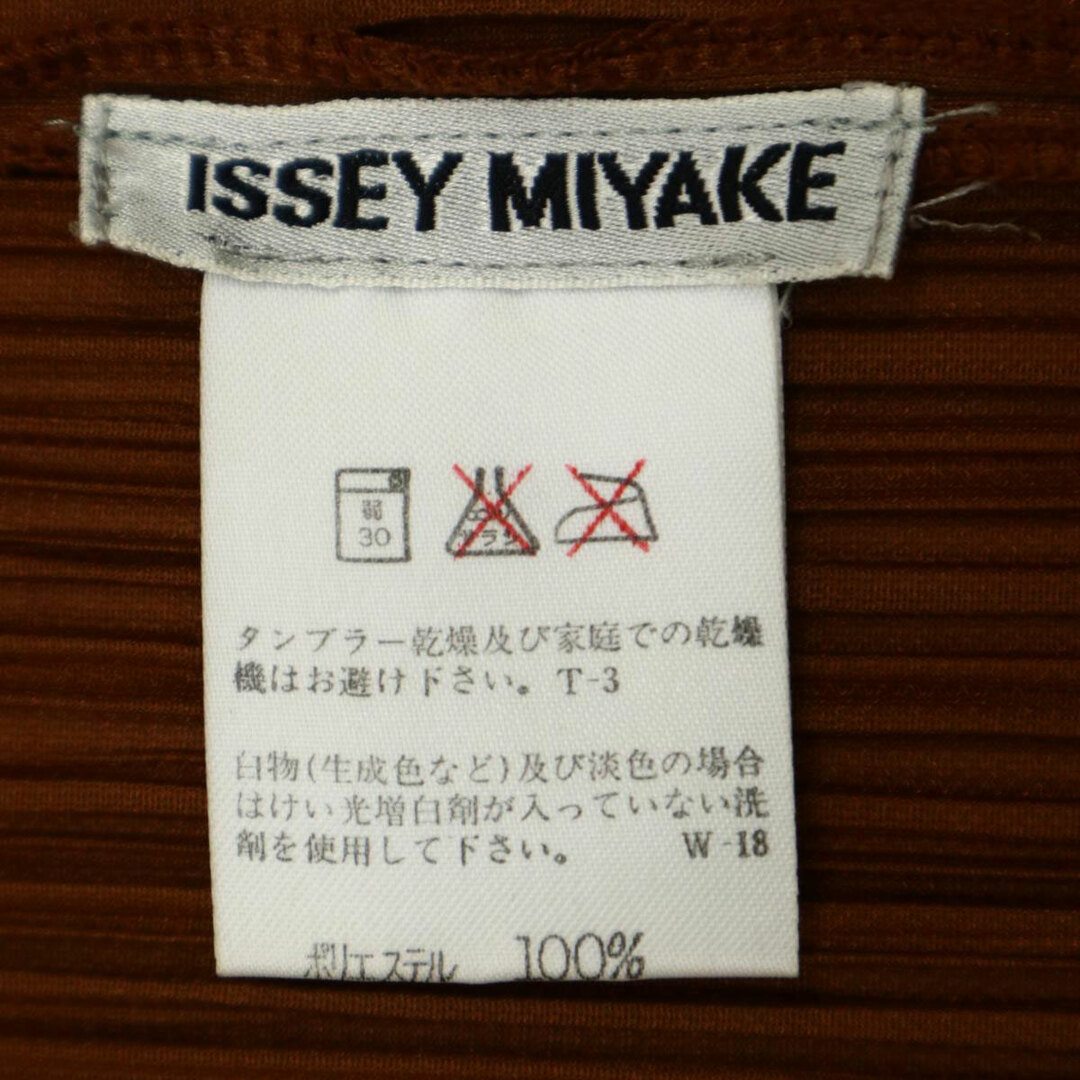 ISSEY MIYAKE
弱
30
タンブラー乾燥及び家庭での乾燥
機はお避け下さい。T-3
白物(生成色など)及び淡色の場合
はけい光増白剤が入っていない洗
剤を使用して下さい。 W-18
ポリエステル 100%